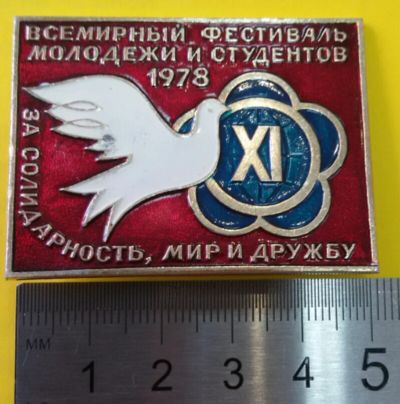 ВСЕМИРНЫЙ ФЕСТИВАЛЬ
МОЛОДЕЖИ И СТУДЕНТОВ
1978
XI
ЗА СОЛИДАРНОСТЬ, МИР И ДРУЖБУ
мм
1 2 3 4 5